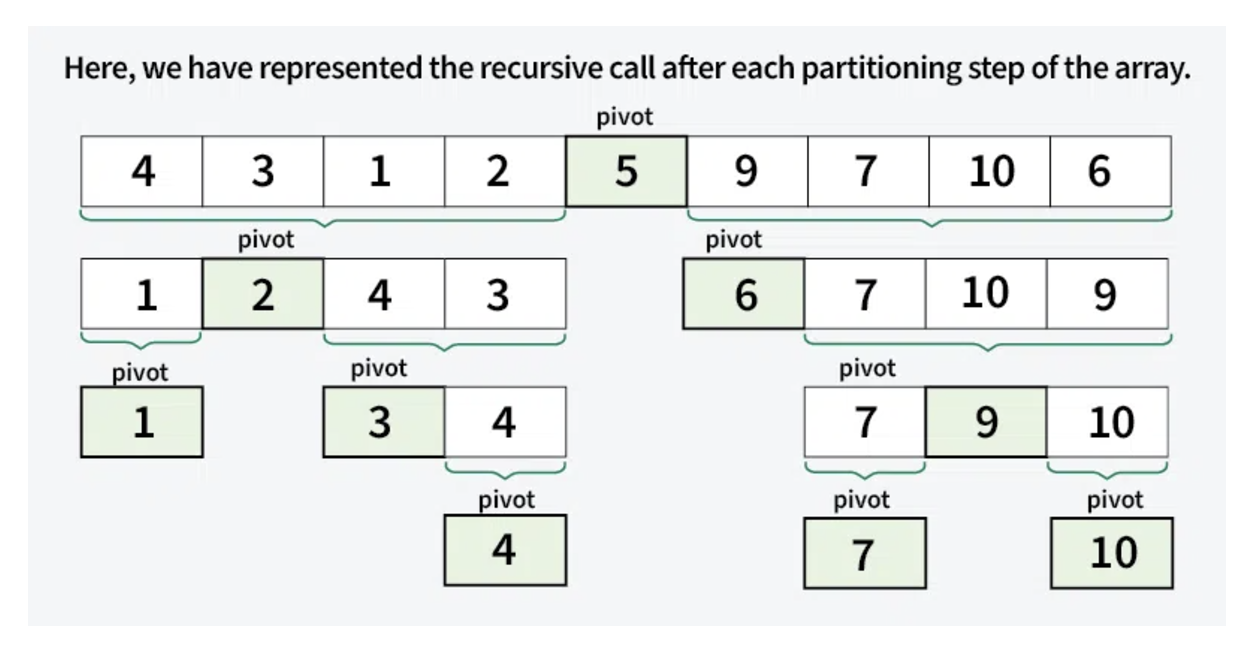 Here, we have represented the recursive call after each partitioning step of the array.
pivot
4 3 1 2 5 9 7 10 6
pivot pivot
1 2 4 3 6 7 10 9
pivot pivot pivot
1 3 4 7 9 10
pivot pivot pivot
4 7 10